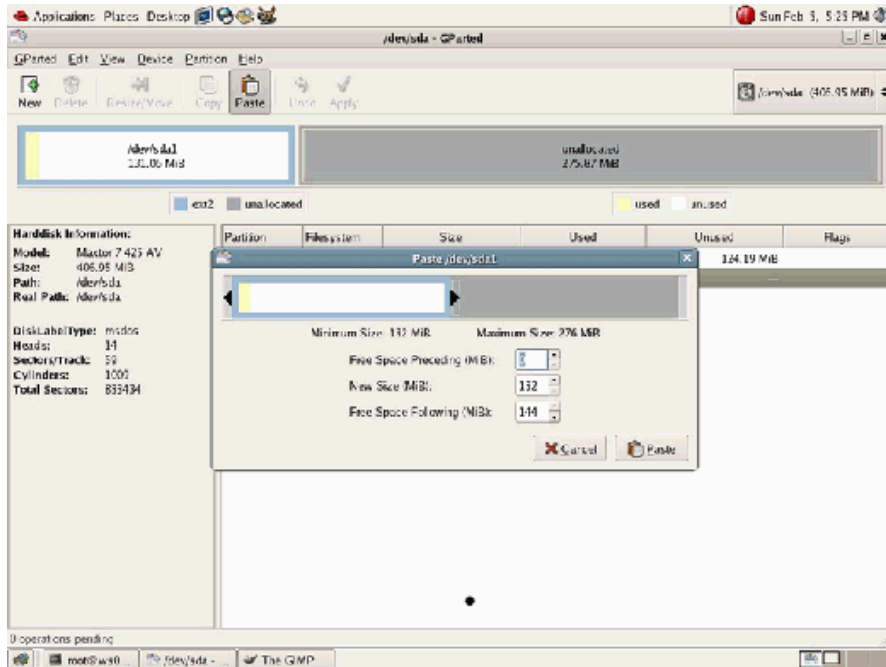 Applications Places Desktop
Sun Feb 5, 5:25 PM
/dev/sda - GParted
GParted Edit View Device Partition Help
New Delete Resize/Move Copy Paste Undo Apply
/dev/sda (406.95 MiB)
/dev/sda1
131.06 MiB
unallocated
275.87 MiB
ext2 unallocated
used unused
Harddisk Information:
Model: Maxtor 7 425 AV
Size: 406.95 MiB
Path: /dev/sda
Real Path: /dev/sda
DiskLabelType: msdos
Heads: 14
Sectors/Track: 59
Cylinders: 1009
Total Sectors: 833434
Partition Filesystem Size Used Unused Flags
124.19 MiB
Paste /dev/sda1
Minimum Size: 132 MiB Maximum Size: 276 MiB
Free Space Preceding (MiB):
New Size (MiB): 132
Free Space Following (MiB): 144
Cancel Paste
0 operations pending
/dev/sda - The GIMP